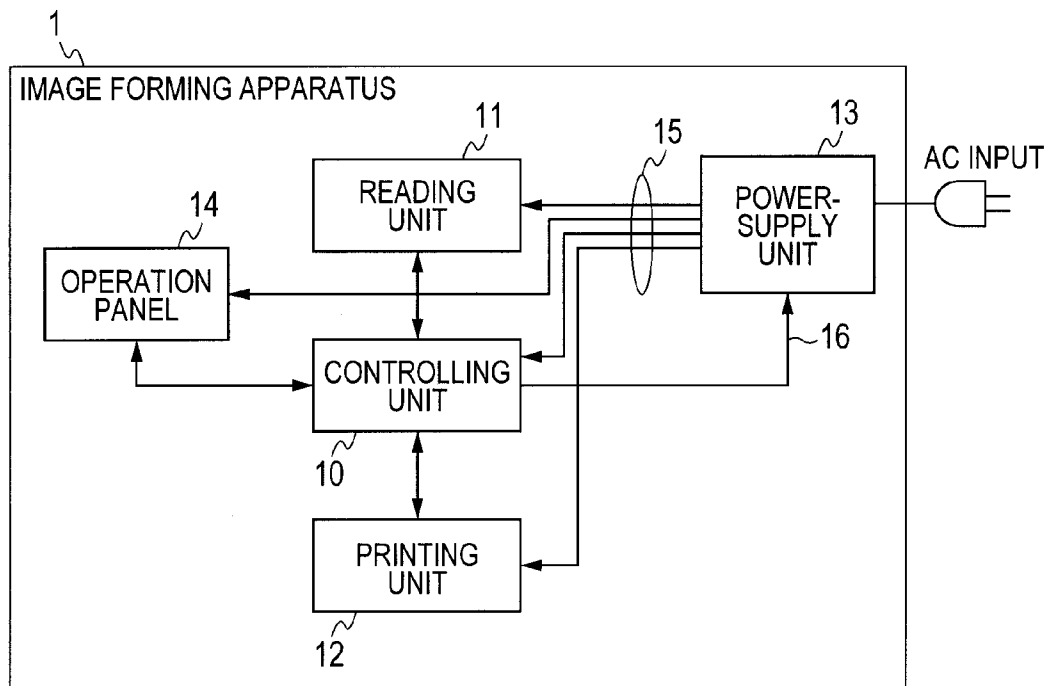 1
IMAGE FORMING APPARATUS
11
READING
UNIT
15
13
POWER-
SUPPLY
UNIT
AC INPUT
14
OPERATION
PANEL
16
CONTROLLING
UNIT
10
PRINTING
UNIT
12